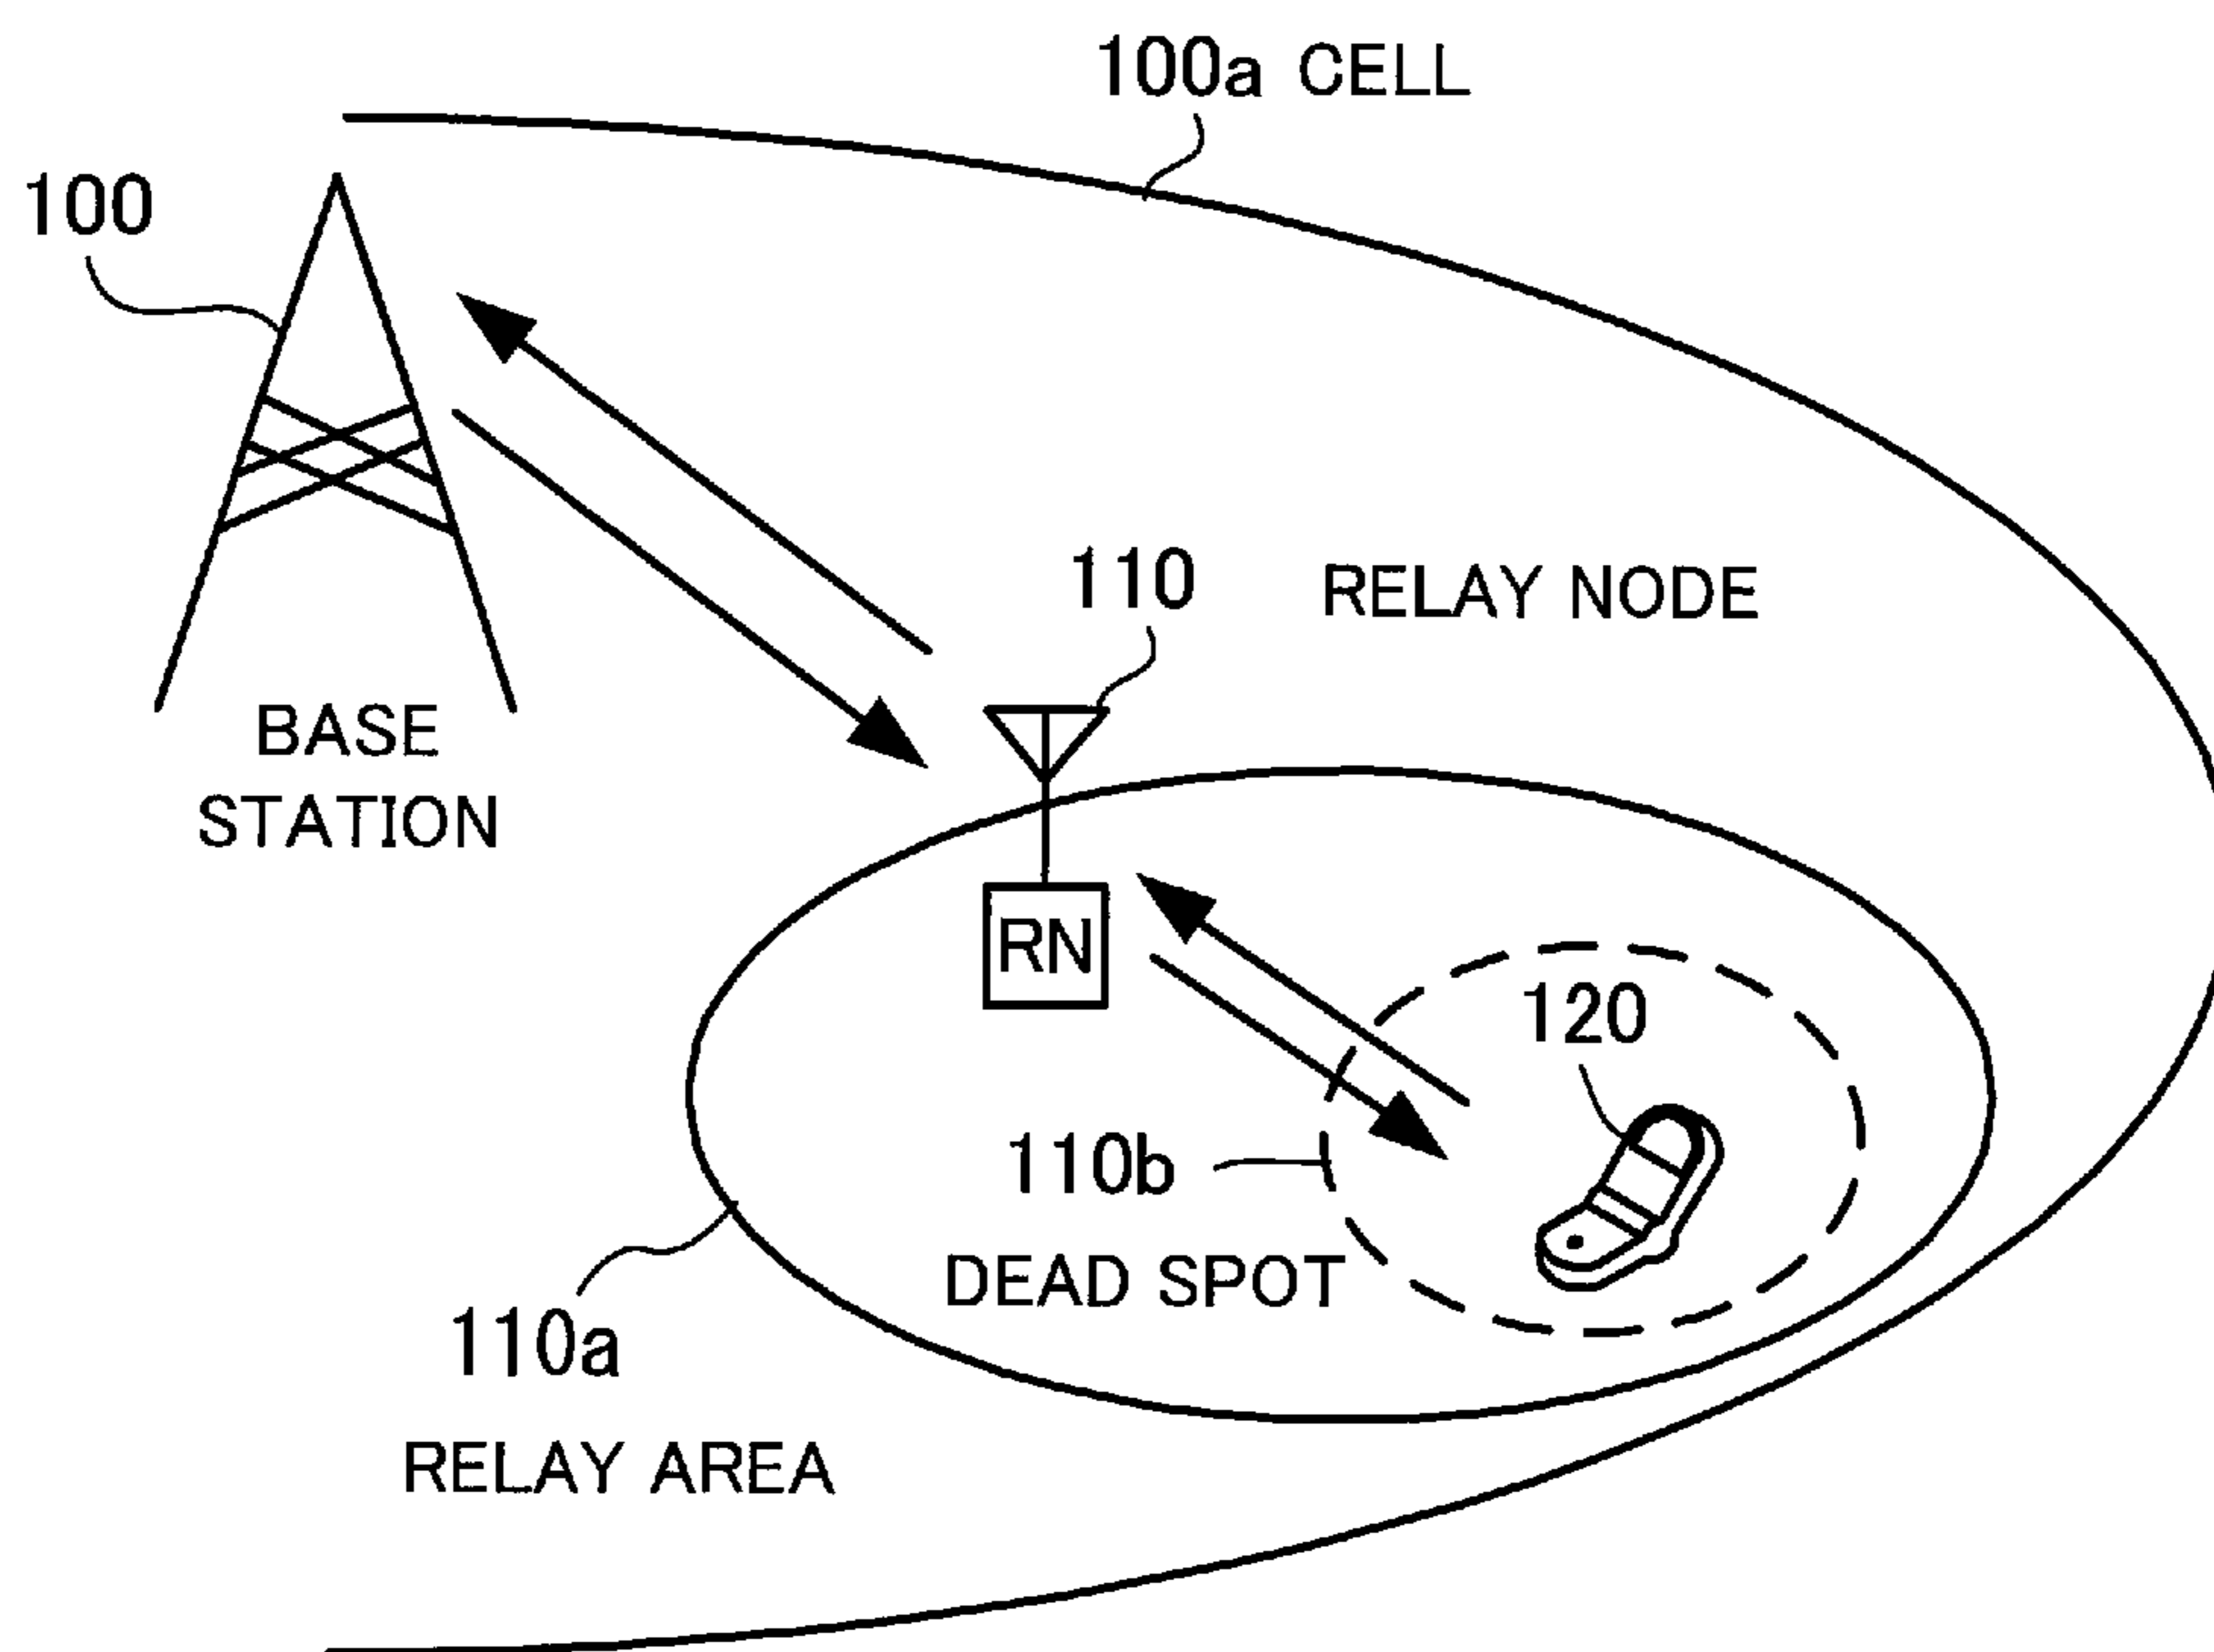 100a CELL
100
110
RELAY NODE
BASE
STATION
RN
120
110b
DEAD SPOT
110a
RELAY AREA